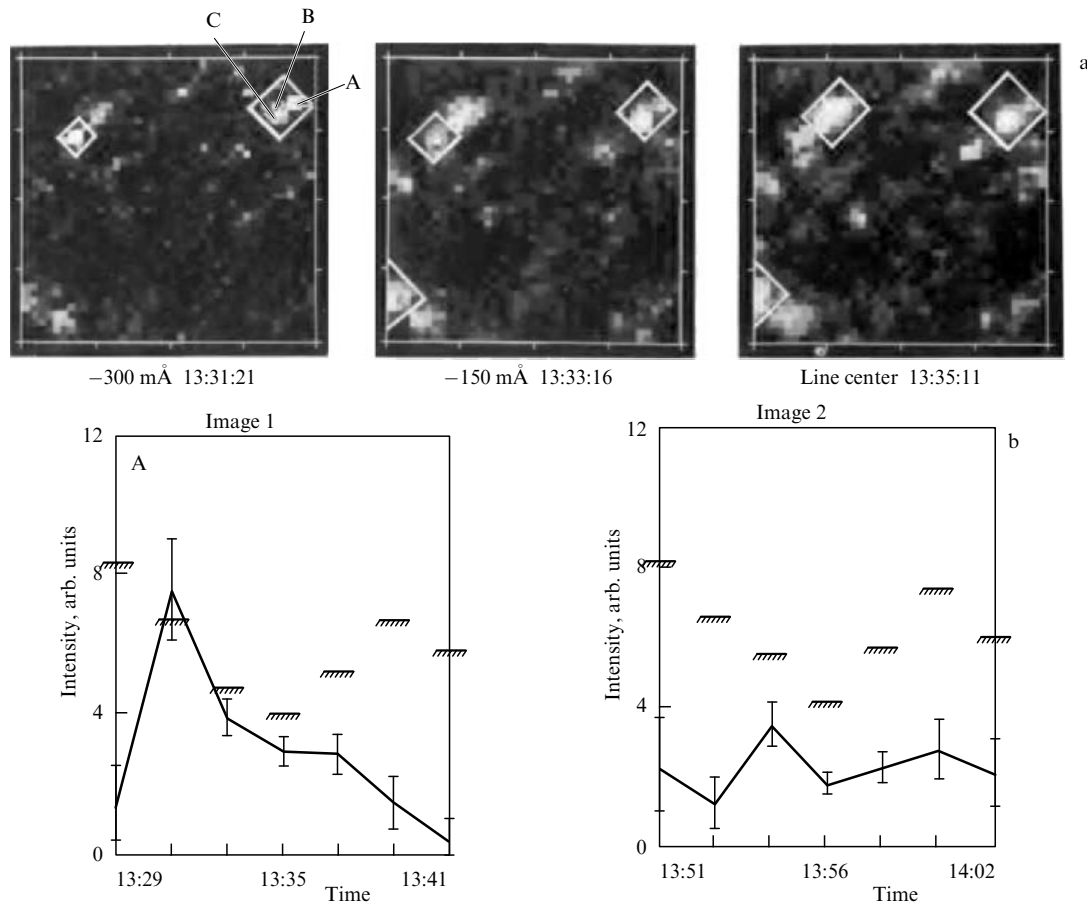 C
B
A
a
−300 mÅ 13:31:21
−150 mÅ 13:33:16
Line center 13:35:11
Image 1
12
A
8
4
0
Intensity, arb. units
13:29
13:35
13:41
Time
Image 2
12
b
8
4
0
Intensity, arb. units
13:51
13:56
14:02
Time